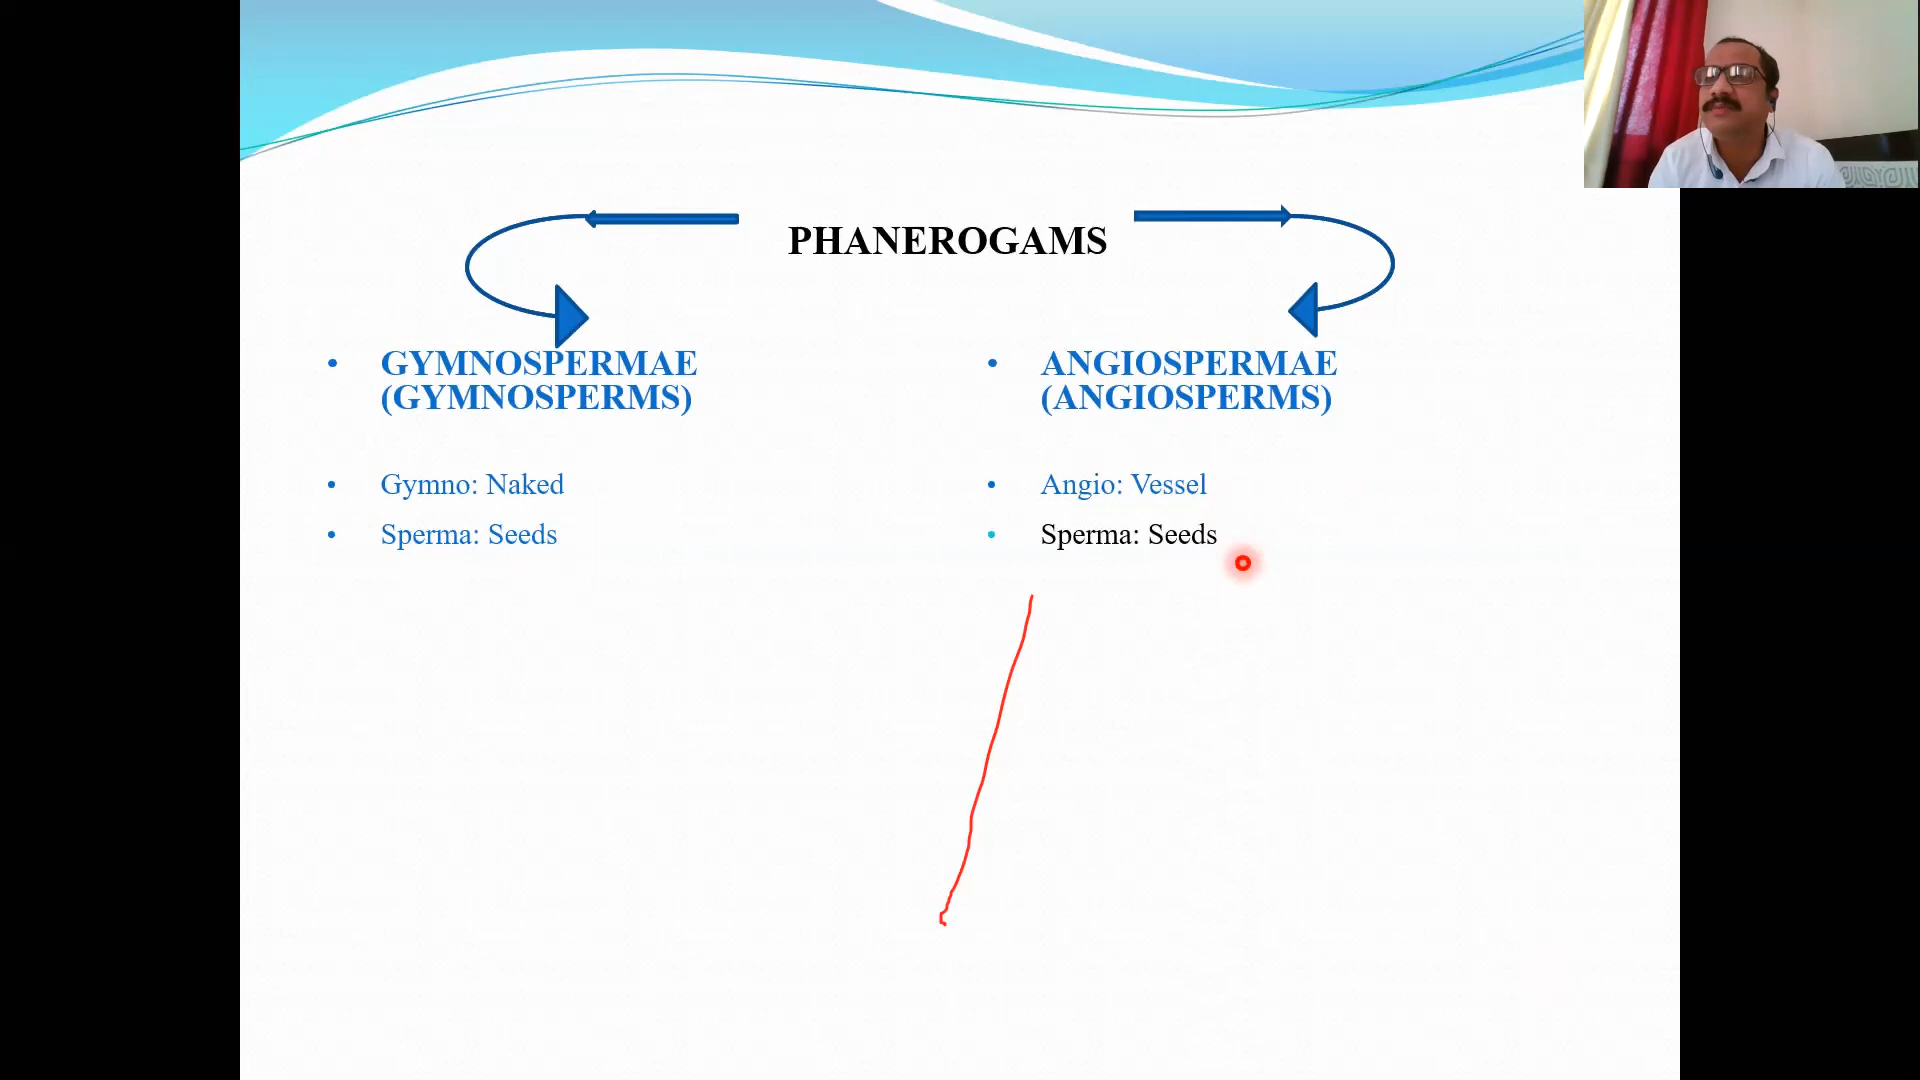 PHANEROGAMS
• GYMNOSPERMAE
(GYMNOSPERMS)
• Gymno: Naked
• Sperma: Seeds
• ANGIOSPERMAE
(ANGIOSPERMS)
• Angio: Vessel
• Sperma: Seeds